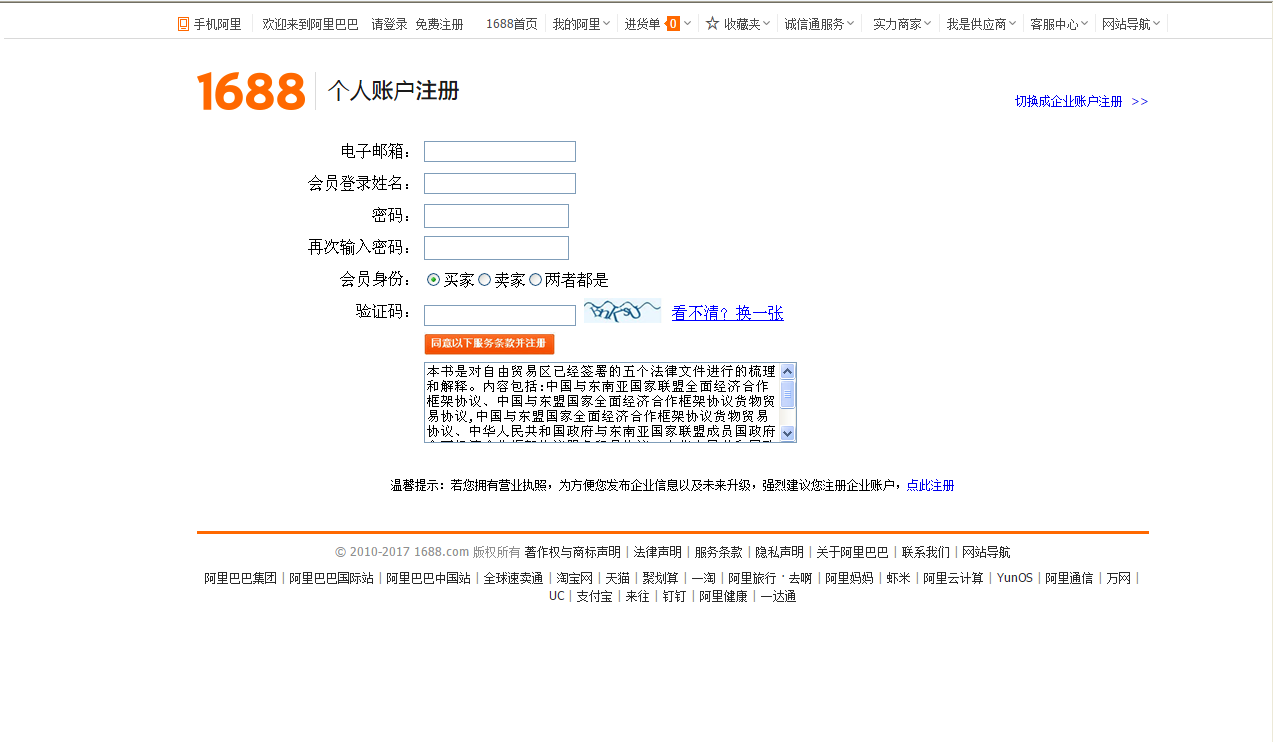 手机阿里 欢迎来到阿里巴巴 请登录 免费注册 1688首页 我的阿里 进货单 0 收藏夹 诚信通服务 实力商家 我是供应商 客服中心 网站导航
1688 个人账户注册
切换成企业账户注册 >>
电子邮箱：
会员登录姓名：
密码：
再次输入密码：
会员身份： 买家 卖家 两者都是
验证码： 看不清？换一张
同意以下服务条款并注册
本书是对自由贸易区已经签署的五个法律文件进行的梳理
和解释。内容包括:中国与东南亚国家联盟全面经济合作
框架协议、中国与东盟国家全面经济合作框架协议货物贸
易协议,中国与东盟国家全面经济合作框架协议货物贸易
协议、中华人民共和国政府与东南亚国家联盟成员国政府
温馨提示：若您拥有营业执照，为方便您发布企业信息以及未来升级，强烈建议您注册企业账户，点此注册
© 2010-2017 1688.com 版权所有 著作权与商标声明 | 法律声明 | 服务条款 | 隐私声明 | 关于阿里巴巴 | 联系我们 | 网站导航
阿里巴巴集团 | 阿里巴巴国际站 | 阿里巴巴中国站 | 全球速卖通 | 淘宝网 | 天猫 | 聚划算 | 一淘 | 阿里旅行·去啊 | 阿里妈妈 | 虾米 | 阿里云计算 | YunOS | 阿里通信 | 万网 |
UC | 支付宝 | 来往 | 钉钉 | 阿里健康 | 一达通